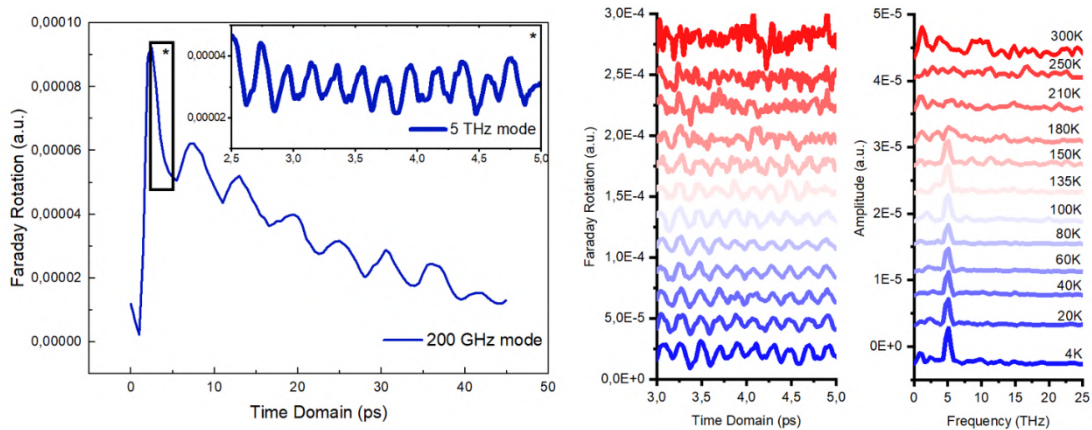 0,00010
0,00008
0,00006
0,00004
0,00002
0,00000
Faraday Rotation (a.u.)
0
10
20
30
40
50
Time Domain (ps)
200 GHz mode
*
*
0,00004
0,00002
2,5
3,0
3,5
4,0
4,5
5,0
5 THz mode
3,0E-4
2,5E-4
2,0E-4
1,5E-4
1,0E-4
5,0E-5
0,0E+0
Faraday Rotation (a.u.)
3,0
3,5
4,0
4,5
5,0
Time Domain (ps)
5E-5
4E-5
3E-5
2E-5
1E-5
0E+0
Amplitude (a.u.)
300K
250K
210K
180K
150K
135K
100K
80K
60K
40K
20K
4K
0
5
10
15
20
25
Frequency (THz)